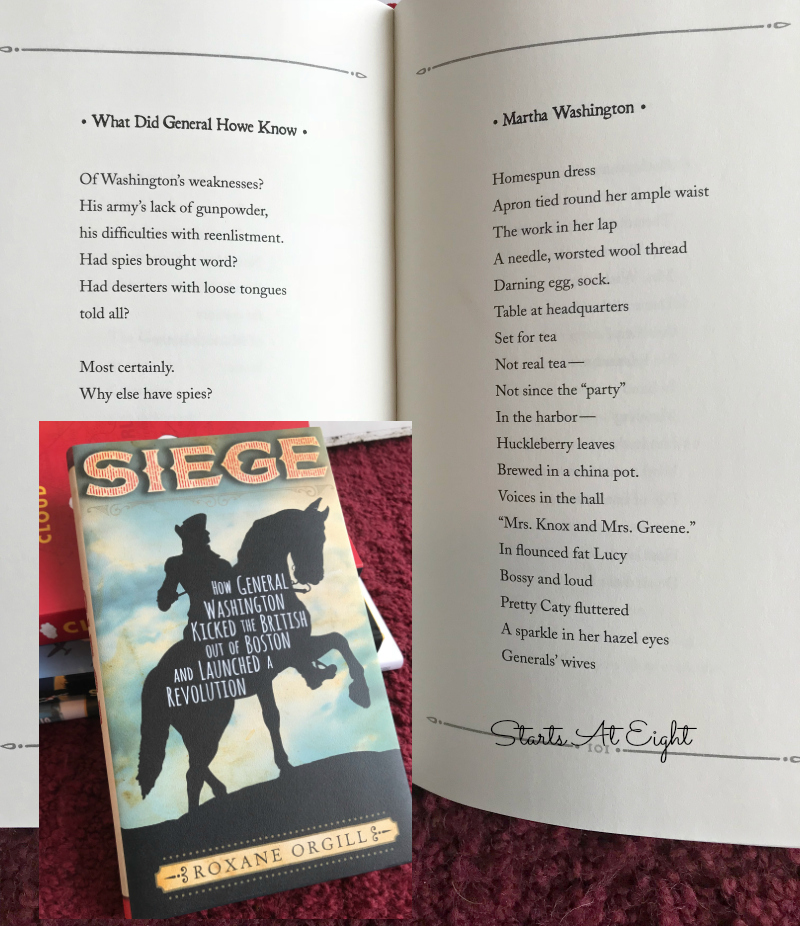 • What Did General Howe Know •
Of Washington's weaknesses?
His army's lack of gunpowder,
his difficulties with reenlistment.
Had spies brought word?
Had deserters with loose tongues
told all?
Most certainly.
Why else have spies?
• Martha Washington •
Homespun dress
Apron tied round her ample waist
The work in her lap
A needle, worsted wool thread
Darning egg, sock.
Table at headquarters
Set for tea
Not real tea—
Not since the “party”
In the harbor—
Huckleberry leaves
Brewed in a china pot.
Voices in the hall
“Mrs. Knox and Mrs. Greene.”
In flounced fat Lucy
Bossy and loud
Pretty Caty fluttered
A sparkle in her hazel eyes
Generals' wives
101
Starts At Eight
CLOUD
SIEGE
HOW GENERAL
WASHINGTON
KICKED THE BRITISH
OUT OF BOSTON
AND LAUNCHED A
REVOLUTION
ROXANE ORGILL